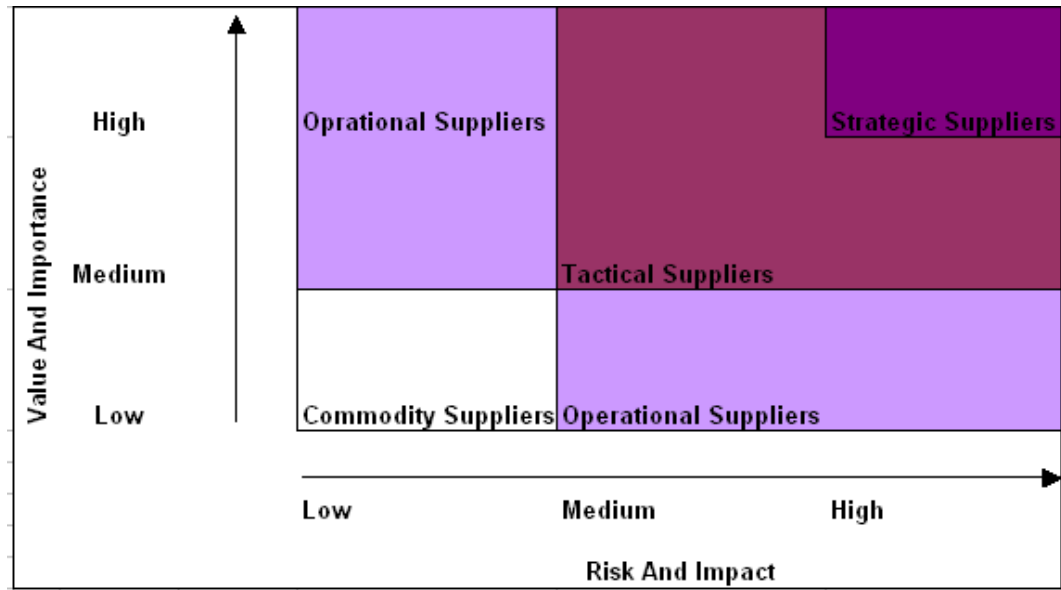 High
Oprational Suppliers
Strategic Suppliers
Value And Importance
Medium
Tactical Suppliers
Low
Commodity Suppliers
Operational Suppliers
Low
Medium
High
Risk And Impact